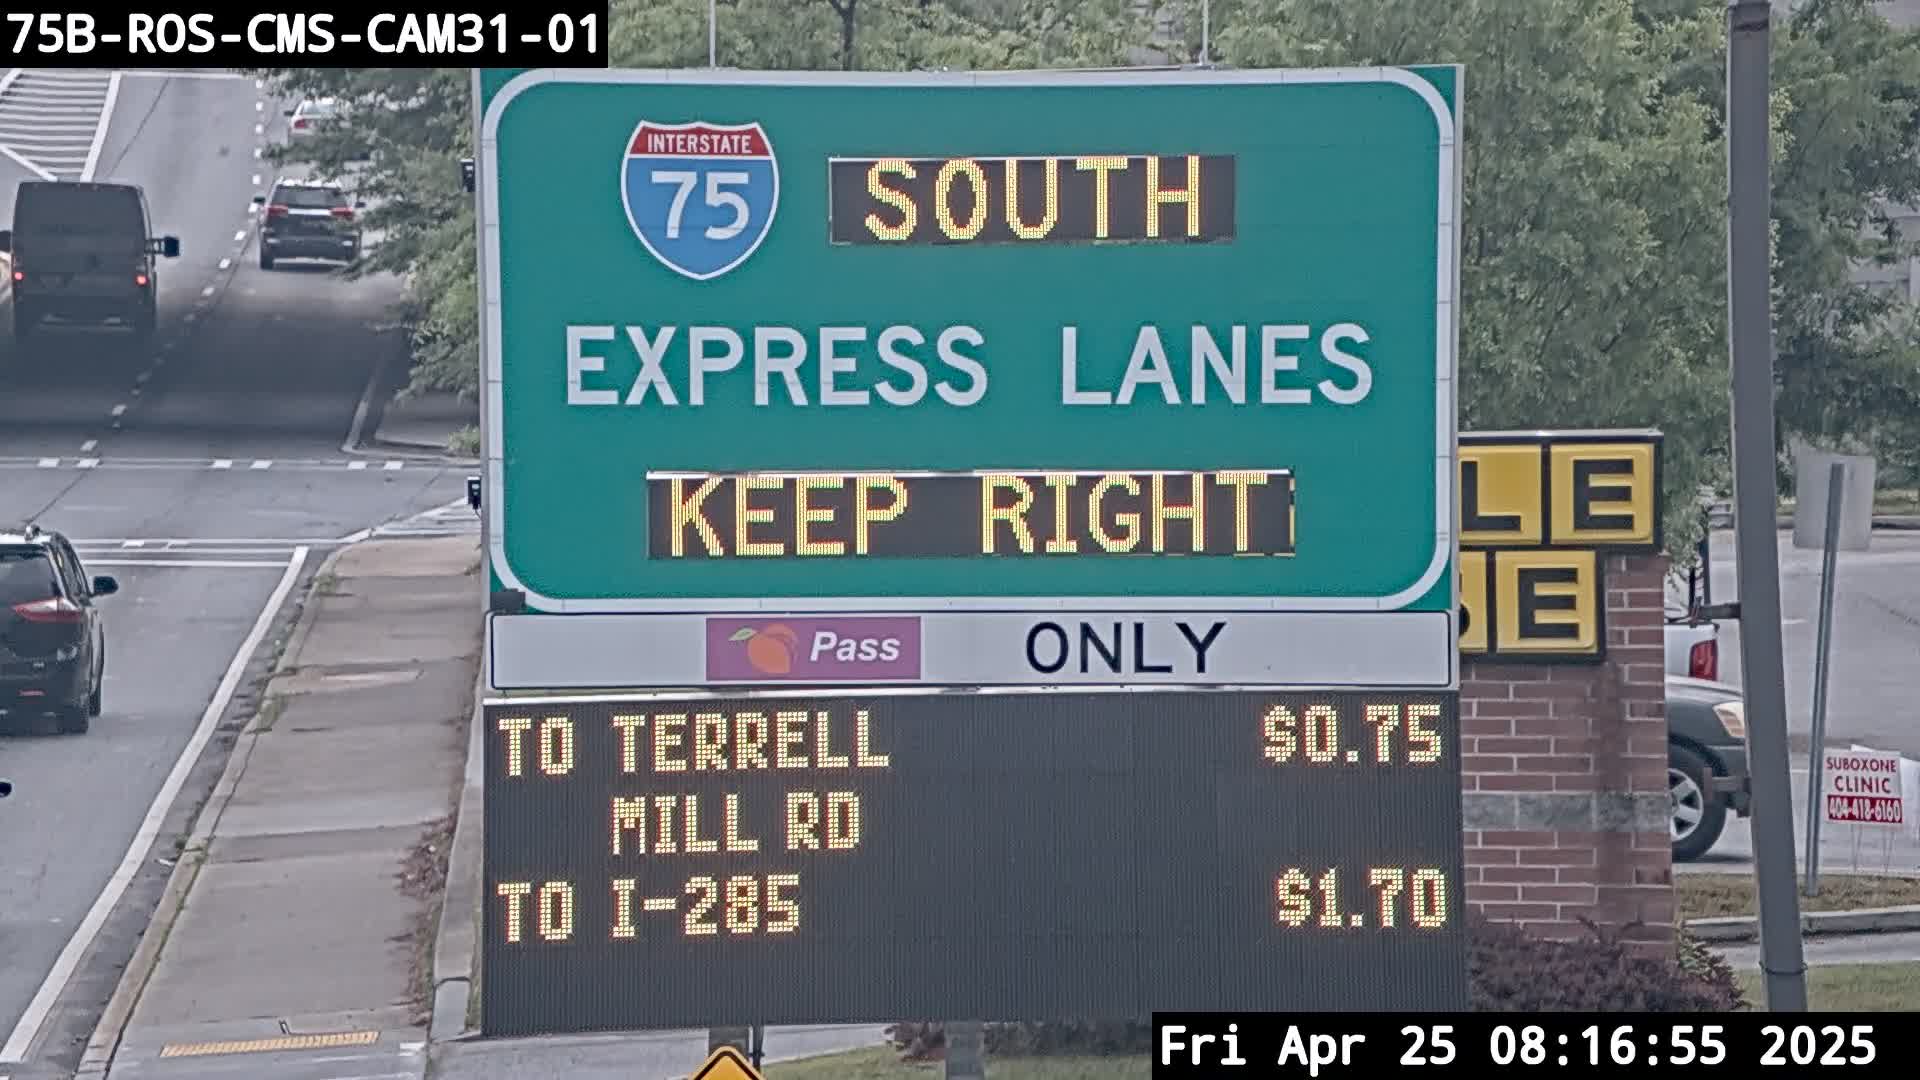 75B-ROS-CMS-CAM31-01
INTERSTATE
75
SOUTH
EXPRESS LANES
KEEP RIGHT
Pass ONLY
TO TERRELL $0.75
MILL RD
TO I-285 $1.70
LE
E
SUBOXONE
CLINIC
404-418-6160
Fri Apr 25 08:16:55 2025